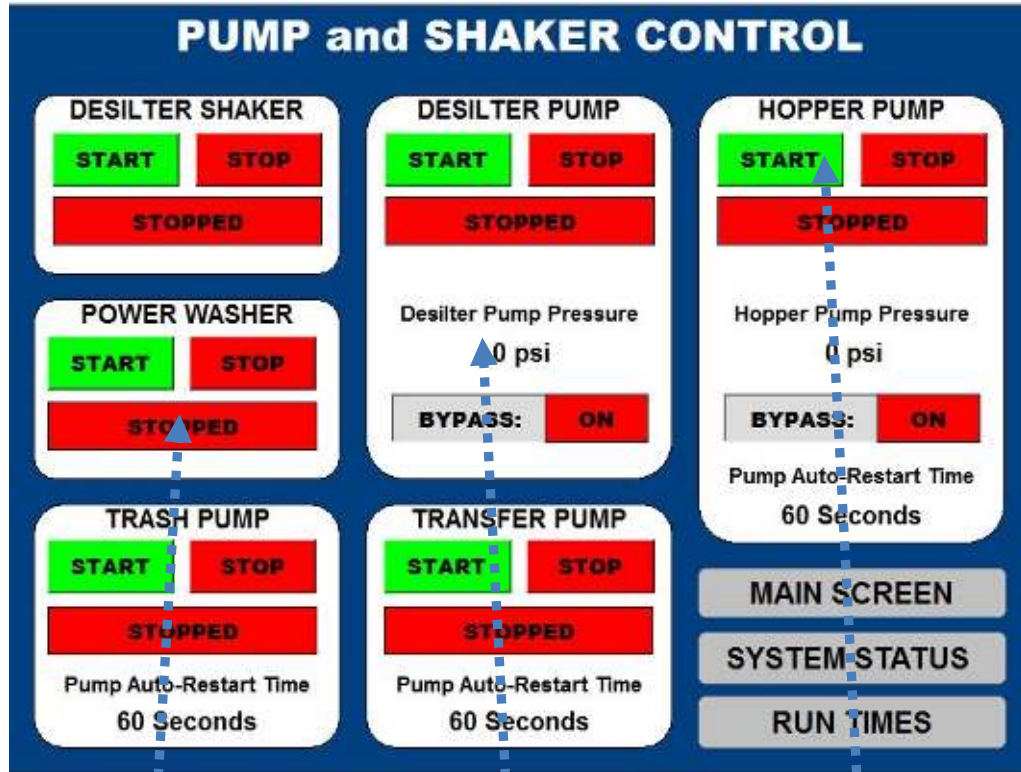 PUMP and SHAKER CONTROL
DESILTER SHAKER
START STOP
STOPPED
POWER WASHER
START STOP
STOPPED
TRASH PUMP
START STOP
STOPPED
Pump Auto-Restart Time
60 Seconds
DESILTER PUMP
START STOP
STOPPED
Desilter Pump Pressure
0 psi
BYPASS: ON
TRANSFER PUMP
START STOP
STOPPED
Pump Auto-Restart Time
60 Seconds
HOPPER PUMP
START STOP
STOPPED
Hopper Pump Pressure
0 psi
BYPASS: ON
Pump Auto-Restart Time
60 Seconds
MAIN SCREEN
SYSTEM STATUS
RUN TIMES